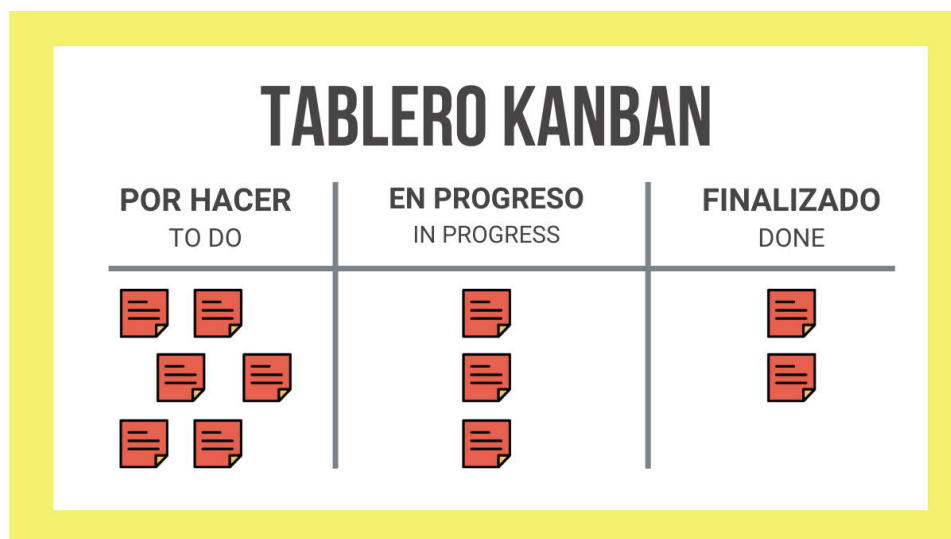 TABLERO KANBAN
POR HACER
TO DO
EN PROGRESO
IN PROGRESS
FINALIZADO
DONE